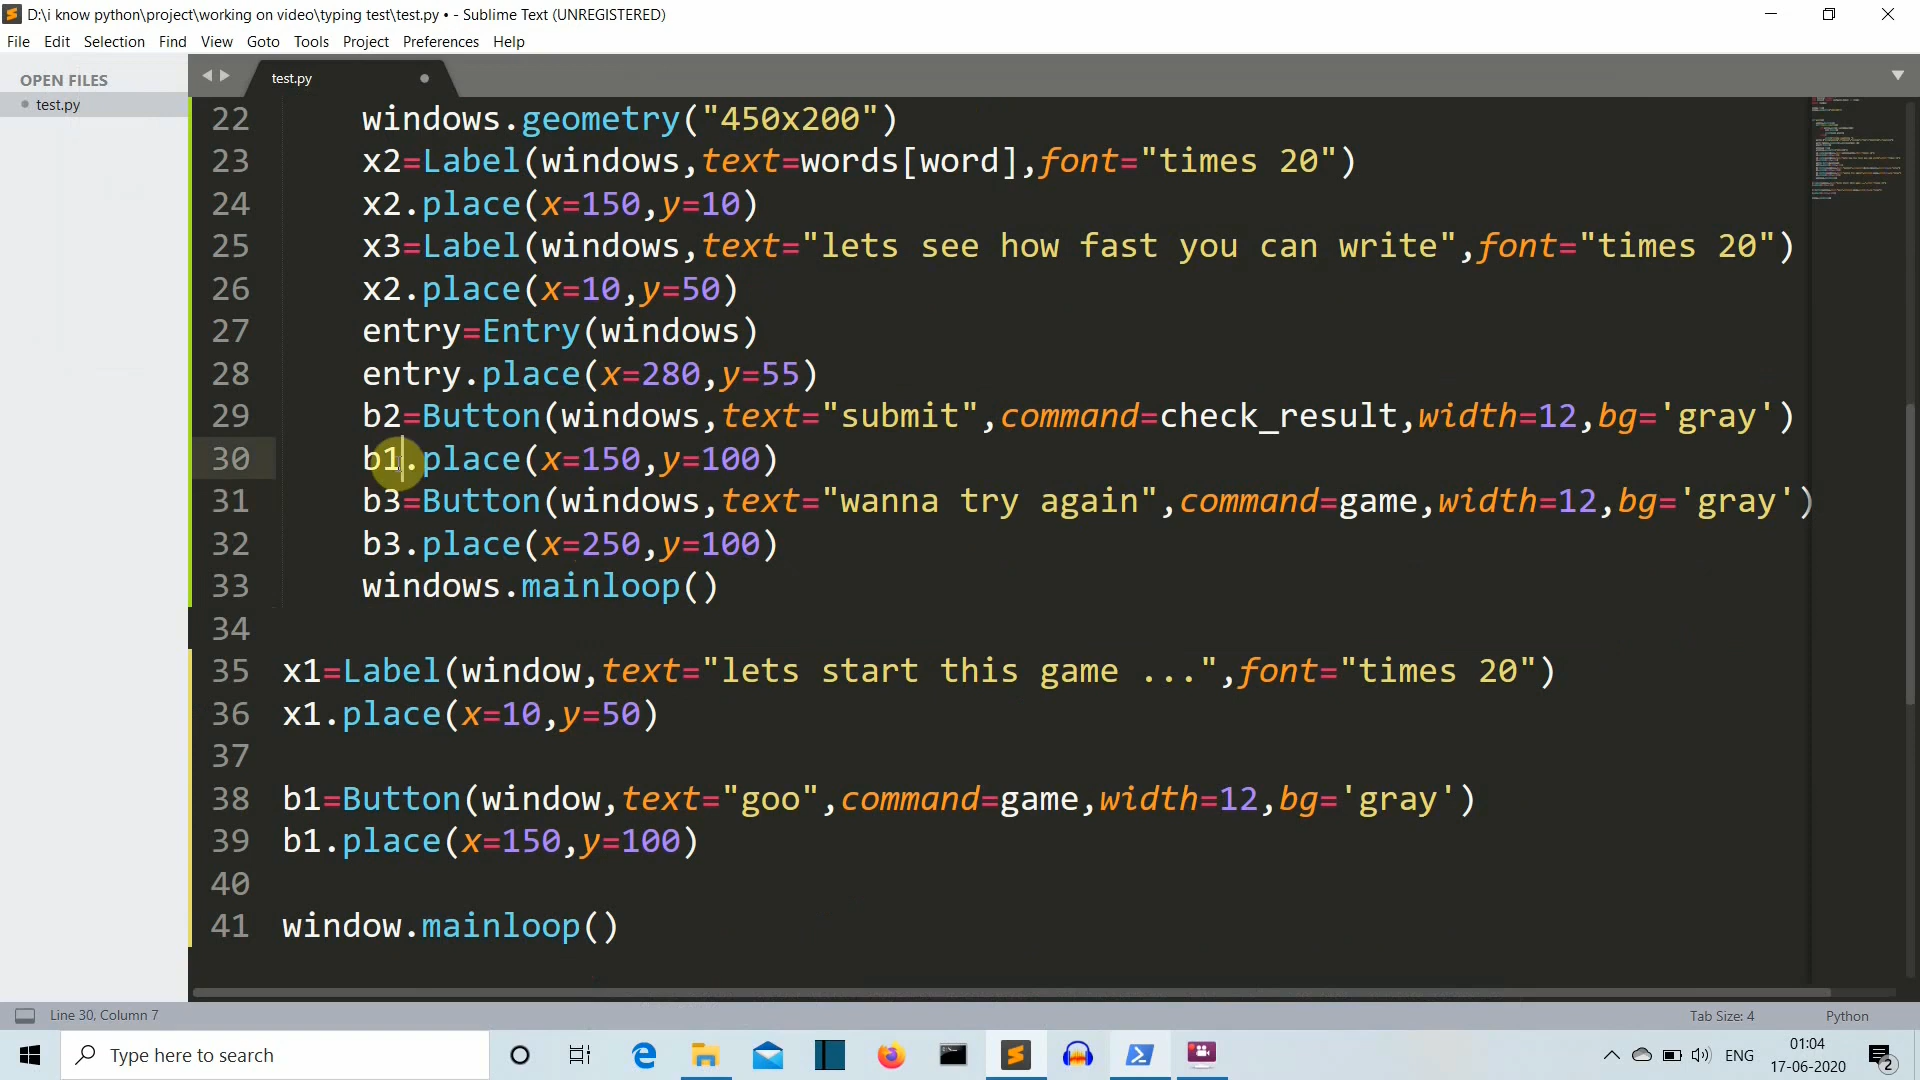 D:\i know python\project\working on video\typing test\test.py • - Sublime Text (UNREGISTERED)
File Edit Selection Find View Goto Tools Project Preferences Help
OPEN FILES
test.py
test.py
22 windows.geometry("450x200")
23 x2=Label(windows,text=words[word],font="times 20")
24 x2.place(x=150,y=10)
25 x3=Label(windows,text="lets see how fast you can write",font="times 20")
26 x2.place(x=10,y=50)
27 entry=Entry(windows)
28 entry.place(x=280,y=55)
29 b2=Button(windows,text="submit",command=check_result,width=12,bg='gray')
30 b1.place(x=150,y=100)
31 b3=Button(windows,text="wanna try again",command=game,width=12,bg='gray')
32 b3.place(x=250,y=100)
33 windows.mainloop()
34
35 x1=Label(window,text="lets start this game ...",font="times 20")
36 x1.place(x=10,y=50)
37
38 b1=Button(window,text="goo",command=game,width=12,bg='gray')
39 b1.place(x=150,y=100)
40
41 window.mainloop()
Line 30, Column 7 Tab Size: 4 Python
Type here to search
ENG
01:04
17-06-2020
2